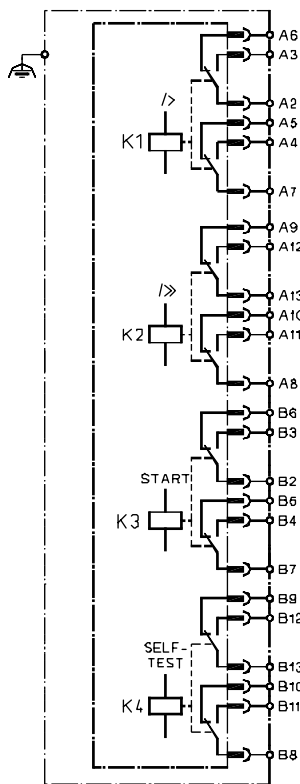 A6
A3
I>
A2
A5
K1
A4
A7
A9
A12
I>>
A13
A10
K2
A11
A8
B6
B3
START
B2
B6
K3
B4
B7
B9
B12
SELF-
TEST
B13
B10
K4
B11
B8